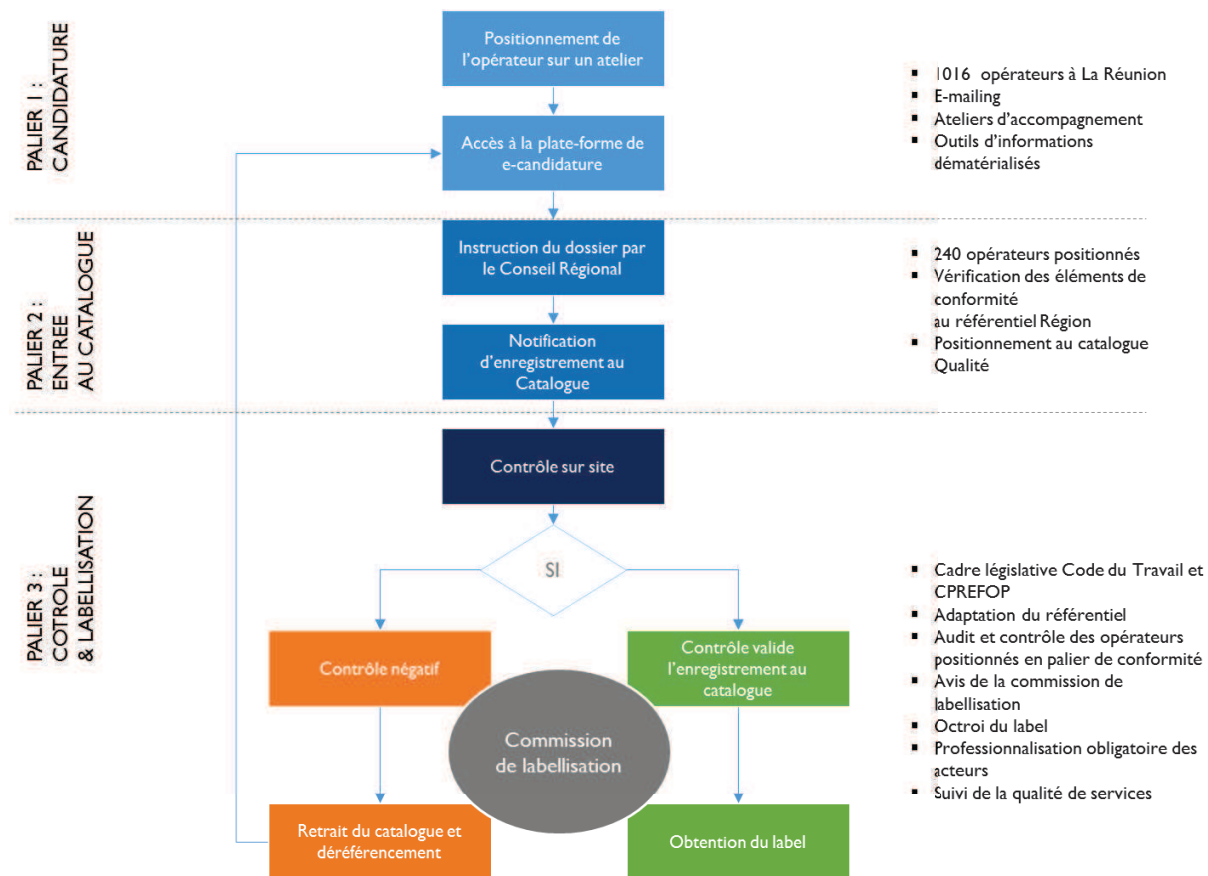 PALIER 1 :
CANDIDATURE
Positionnement de
l'opérateur sur un atelier
Accès à la plate-forme de
e-candidature
▪ 1016 opérateurs à La Réunion
▪ E-mailing
▪ Ateliers d'accompagnement
▪ Outils d'informations
dématérialisés
PALIER 2 :
ENTREE
AU CATALOGUE
Instruction du dossier par
le Conseil Régional
Notification
d'enregistrement au
Catalogue
▪ 240 opérateurs positionnés
▪ Vérification des éléments de
conformité
au référentiel Région
▪ Positionnement au catalogue
Qualité
PALIER 3 :
COTROLE
& LABELLISATION
Contrôle sur site
SI
Contrôle négatif
Contrôle valide
l'enregistrement au
catalogue
Commission
de labellisation
Retrait du catalogue et
déréférencement
Obtention du label
▪ Cadre législative Code du Travail et
CPREFOP
▪ Adaptation du référentiel
▪ Audit et contrôle des opérateurs
positionnés en palier de conformité
▪ Avis de la commission de
labellisation
▪ Octroi du label
▪ Professionnalisation obligatoire des
acteurs
▪ Suivi de la qualité de services